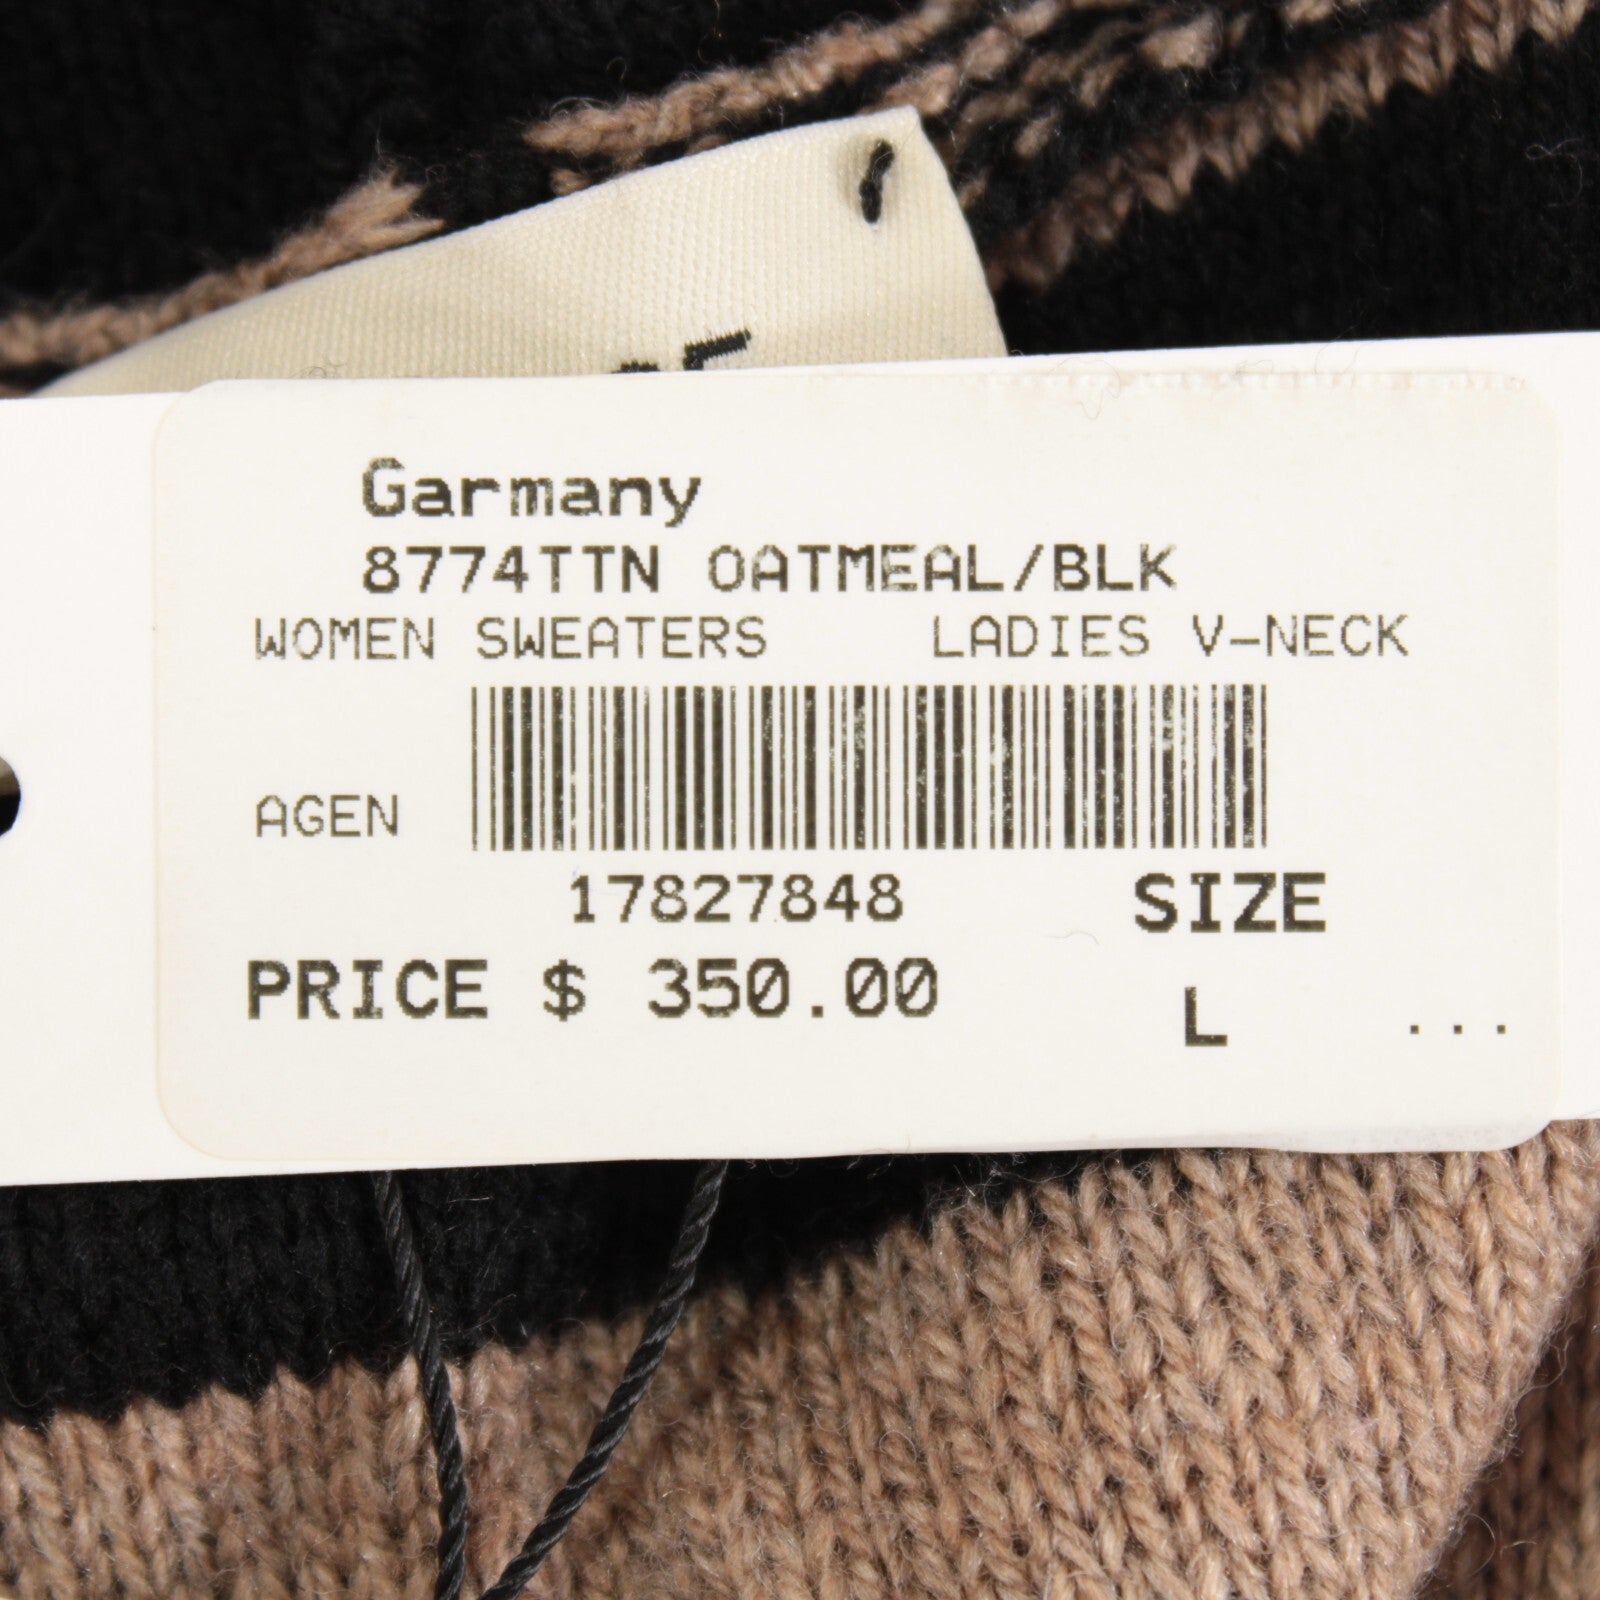 Garmany
8774TTN OATMEAL/BLK
WOMEN SWEATERS LADIES V-NECK
AGEN
17827848 SIZE
PRICE $ 350.00
L ...